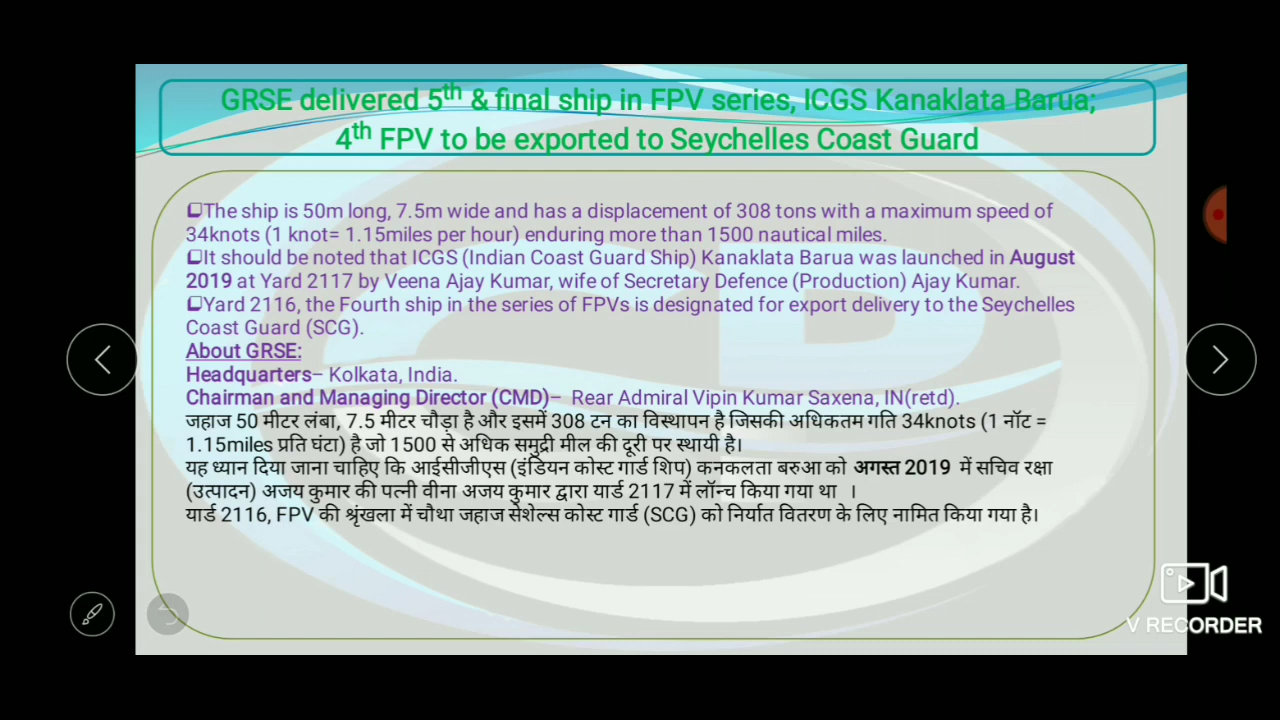 GRSE delivered 5th & final ship in FPV series, ICGS Kanaklata Barua;
4th FPV to be exported to Seychelles Coast Guard
❑The ship is 50m long, 7.5m wide and has a displacement of 308 tons with a maximum speed of
34knots (1 knot= 1.15miles per hour) enduring more than 1500 nautical miles.
❑It should be noted that ICGS (Indian Coast Guard Ship) Kanaklata Barua was launched in August
2019 at Yard 2117 by Veena Ajay Kumar, wife of Secretary Defence (Production) Ajay Kumar.
❑Yard 2116, the Fourth ship in the series of FPVs is designated for export delivery to the Seychelles
Coast Guard (SCG).
About GRSE:
Headquarters– Kolkata, India.
Chairman and Managing Director (CMD)– Rear Admiral Vipin Kumar Saxena, IN(retd).
जहाज 50 मीटर लंबा, 7.5 मीटर चौड़ा है और इसमें 308 टन का विस्थापन है जिसकी अधिकतम गति 34knots (1 नॉट =
1.15miles प्रति घंटा) है जो 1500 से अधिक समुद्री मील की दूरी पर स्थायी है।
यह ध्यान दिया जाना चाहिए कि आईसीजीएस (इंडियन कोस्ट गार्ड शिप) कनकलता बरुआ को अगस्त 2019 में सचिव रक्षा
(उत्पादन) अजय कुमार की पत्नी वीना अजय कुमार द्वारा यार्ड 2117 में लॉन्च किया गया था ।
यार्ड 2116, FPV की श्रृंखला में चौथा जहाज सेशेल्स कोस्ट गार्ड (SCG) को निर्यात वितरण के लिए नामित किया गया है।
V RECORDER